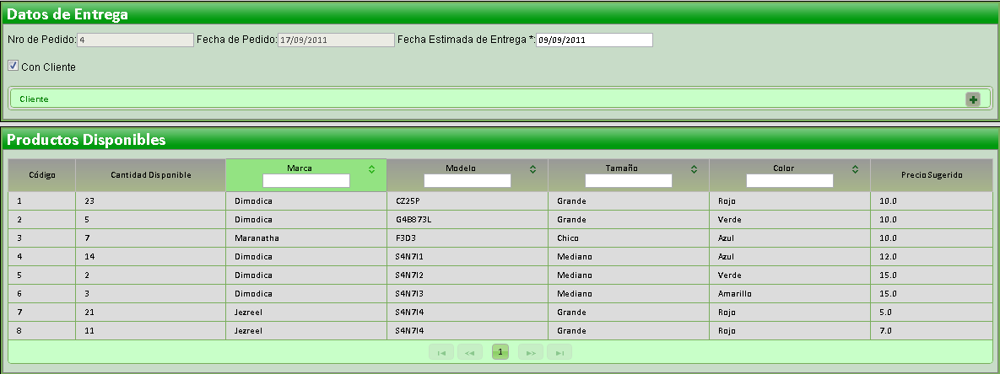 Datos de Entrega
Nro de Pedido: 4 Fecha de Pedido: 17/09/2011 Fecha Estimada de Entrega *: 09/09/2011
Con Cliente
Cliente
Productos Disponibles
Código Cantidad Disponible Marca Modelo Tamaño Color Precio Sugerido
1 23 Dimodica CZ25P Grande Rojo 10.0
2 5 Dimodica G4B873L Grande Verde 10.0
3 7 Maranatha F3D3 Chico Azul 10.0
4 14 Dimodica S4N7I1 Mediano Azul 12.0
5 2 Dimodica S4N7I2 Mediano Verde 15.0
6 3 Dimodica S4N7I3 Mediano Amarillo 15.0
7 21 Jezreel S4N7I4 Grande Rojo 5.0
8 11 Jezreel S4N7I4 Grande Rojo 7.0
1